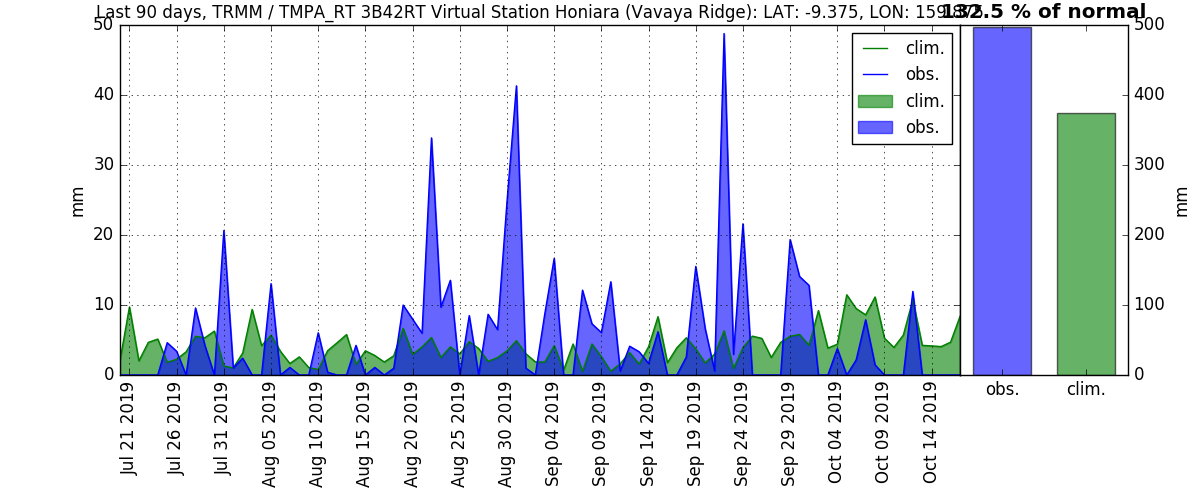 Last 90 days, TRMM / TMPA_RT 3B42RT Virtual Station Honiara (Vavaya Ridge): LAT: -9.375, LON:
132.5 % of normal
50
40
30
20
10
0
mm
clim.
obs.
clim.
obs.
Jul 21 2019
Jul 26 2019
Jul 31 2019
Aug 05 2019
Aug 10 2019
Aug 15 2019
Aug 20 2019
Aug 25 2019
Aug 30 2019
Sep 04 2019
Sep 09 2019
Sep 14 2019
Sep 19 2019
Sep 24 2019
Sep 29 2019
Oct 04 2019
Oct 09 2019
Oct 14 2019
500
400
300
200
100
0
mm
obs.
clim.